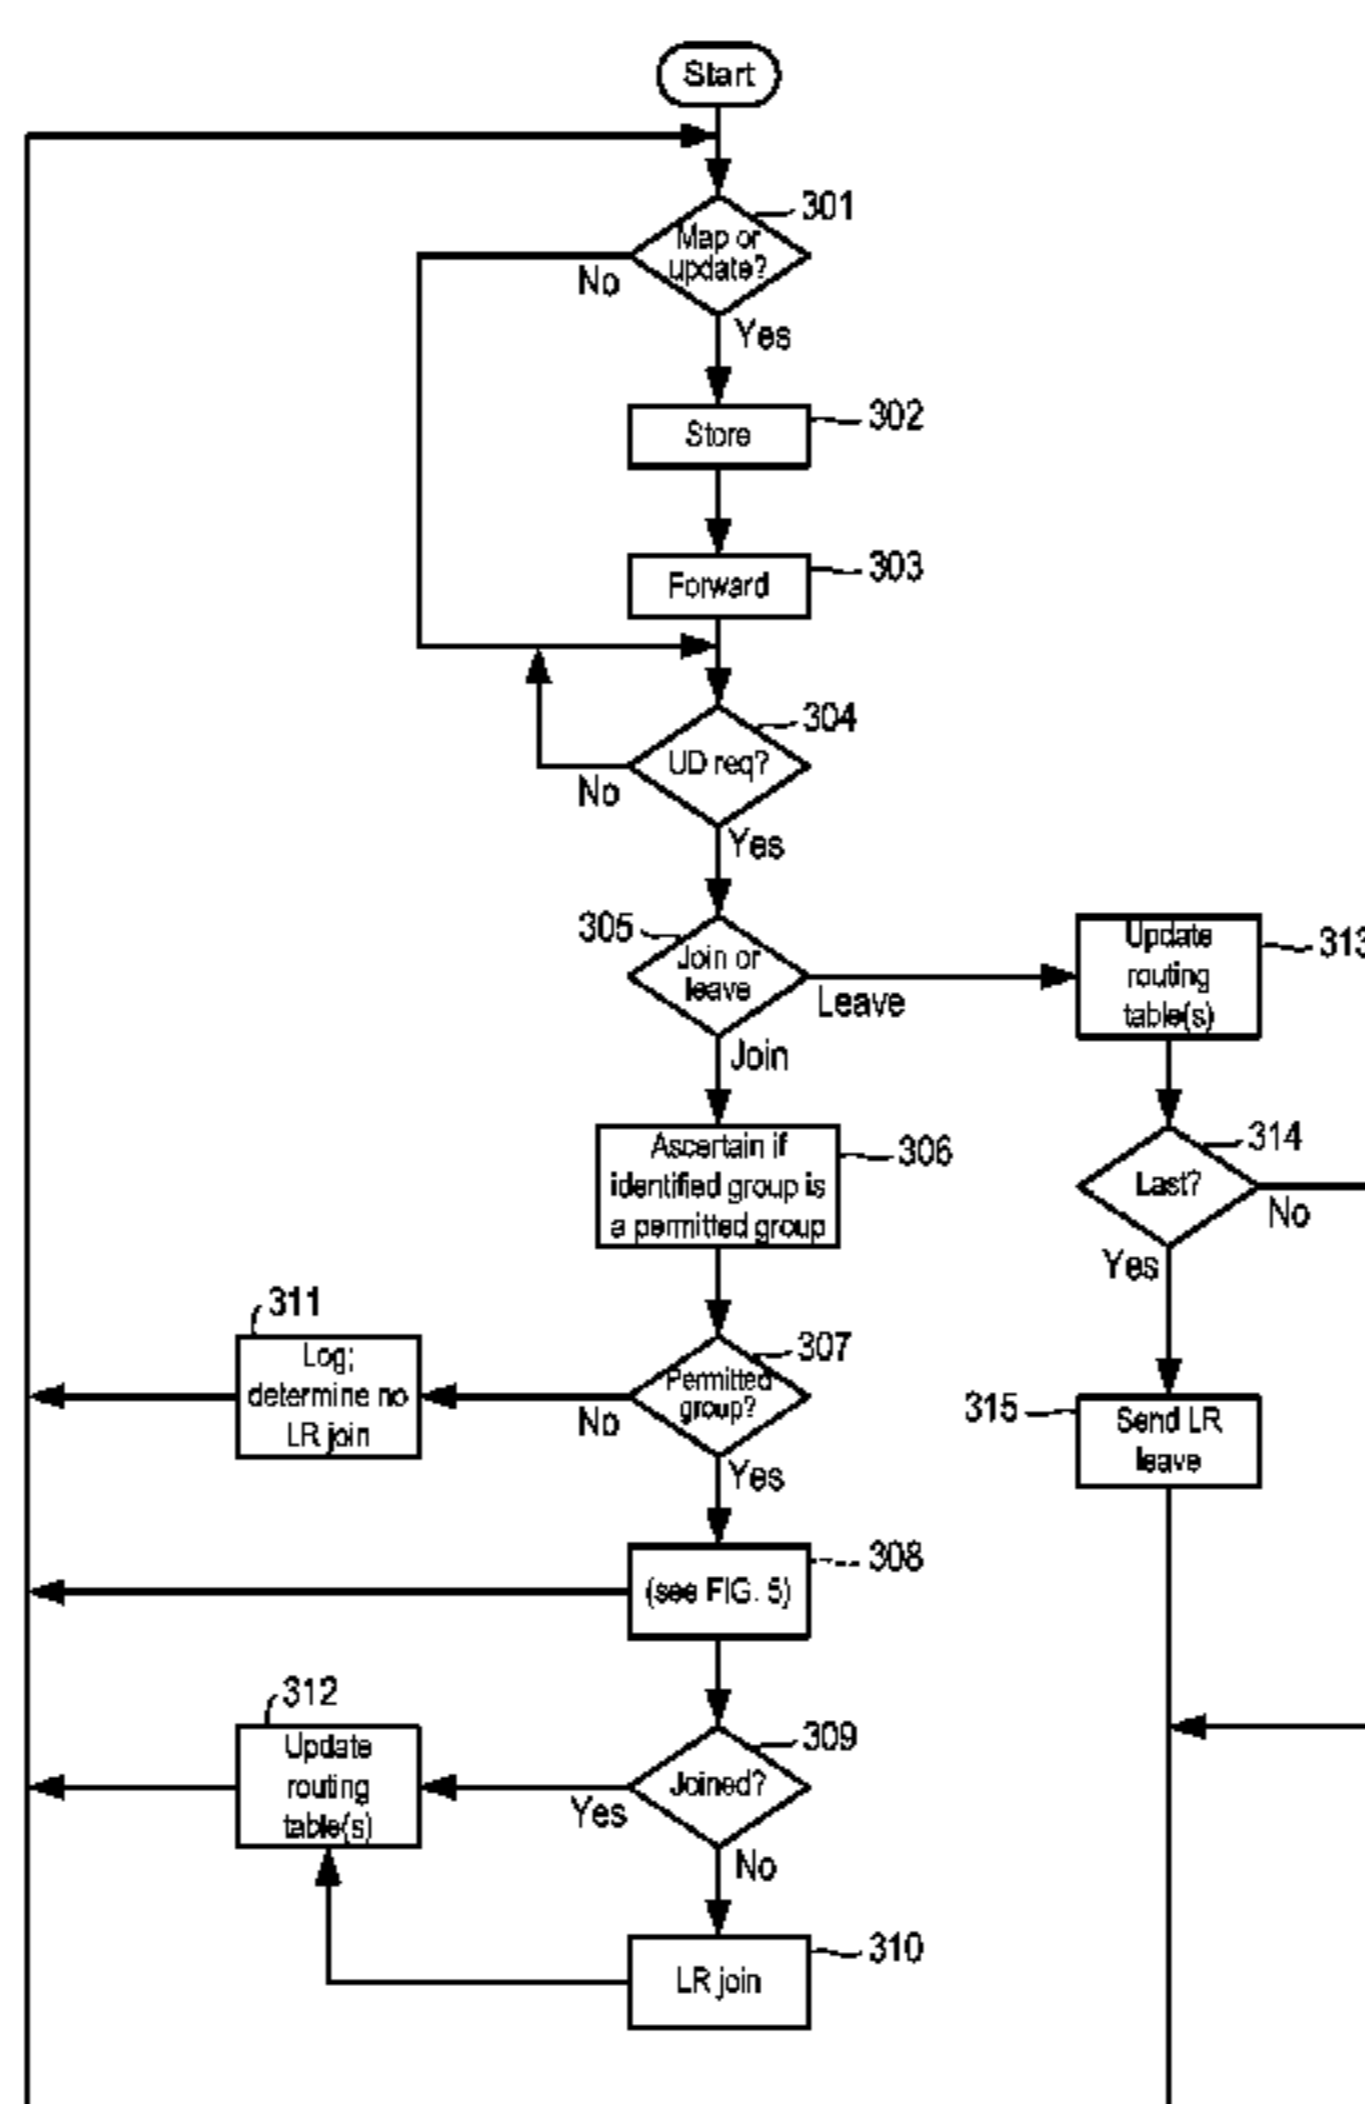 Start
301
Map or
update?
No
Yes
302
Store
303
Forward
304
UD req?
No
Yes
305
Join or
leave
Leave
Join
Update
routing
table(s)
313
Ascertain if
identified group is
a permitted group
306
314
Last?
No
Yes
311
Log;
determine no
LR join
307
Permitted
group?
No
Yes
315
Send LR
leave
308
(see FIG. 5)
312
Update
routing
table(s)
309
Joined?
Yes
No
310
LR join